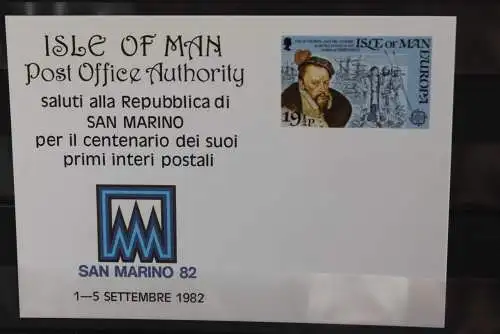 ISLE OF MAN
Post Office Authority
saluti alla Repubblica di
SAN MARINO
per il centenario dei suoi
primi interi postali
SAN MARINO 82
1—5 SETTEMBRE 1982
ISLE OF MAN
EUROPA
19½p